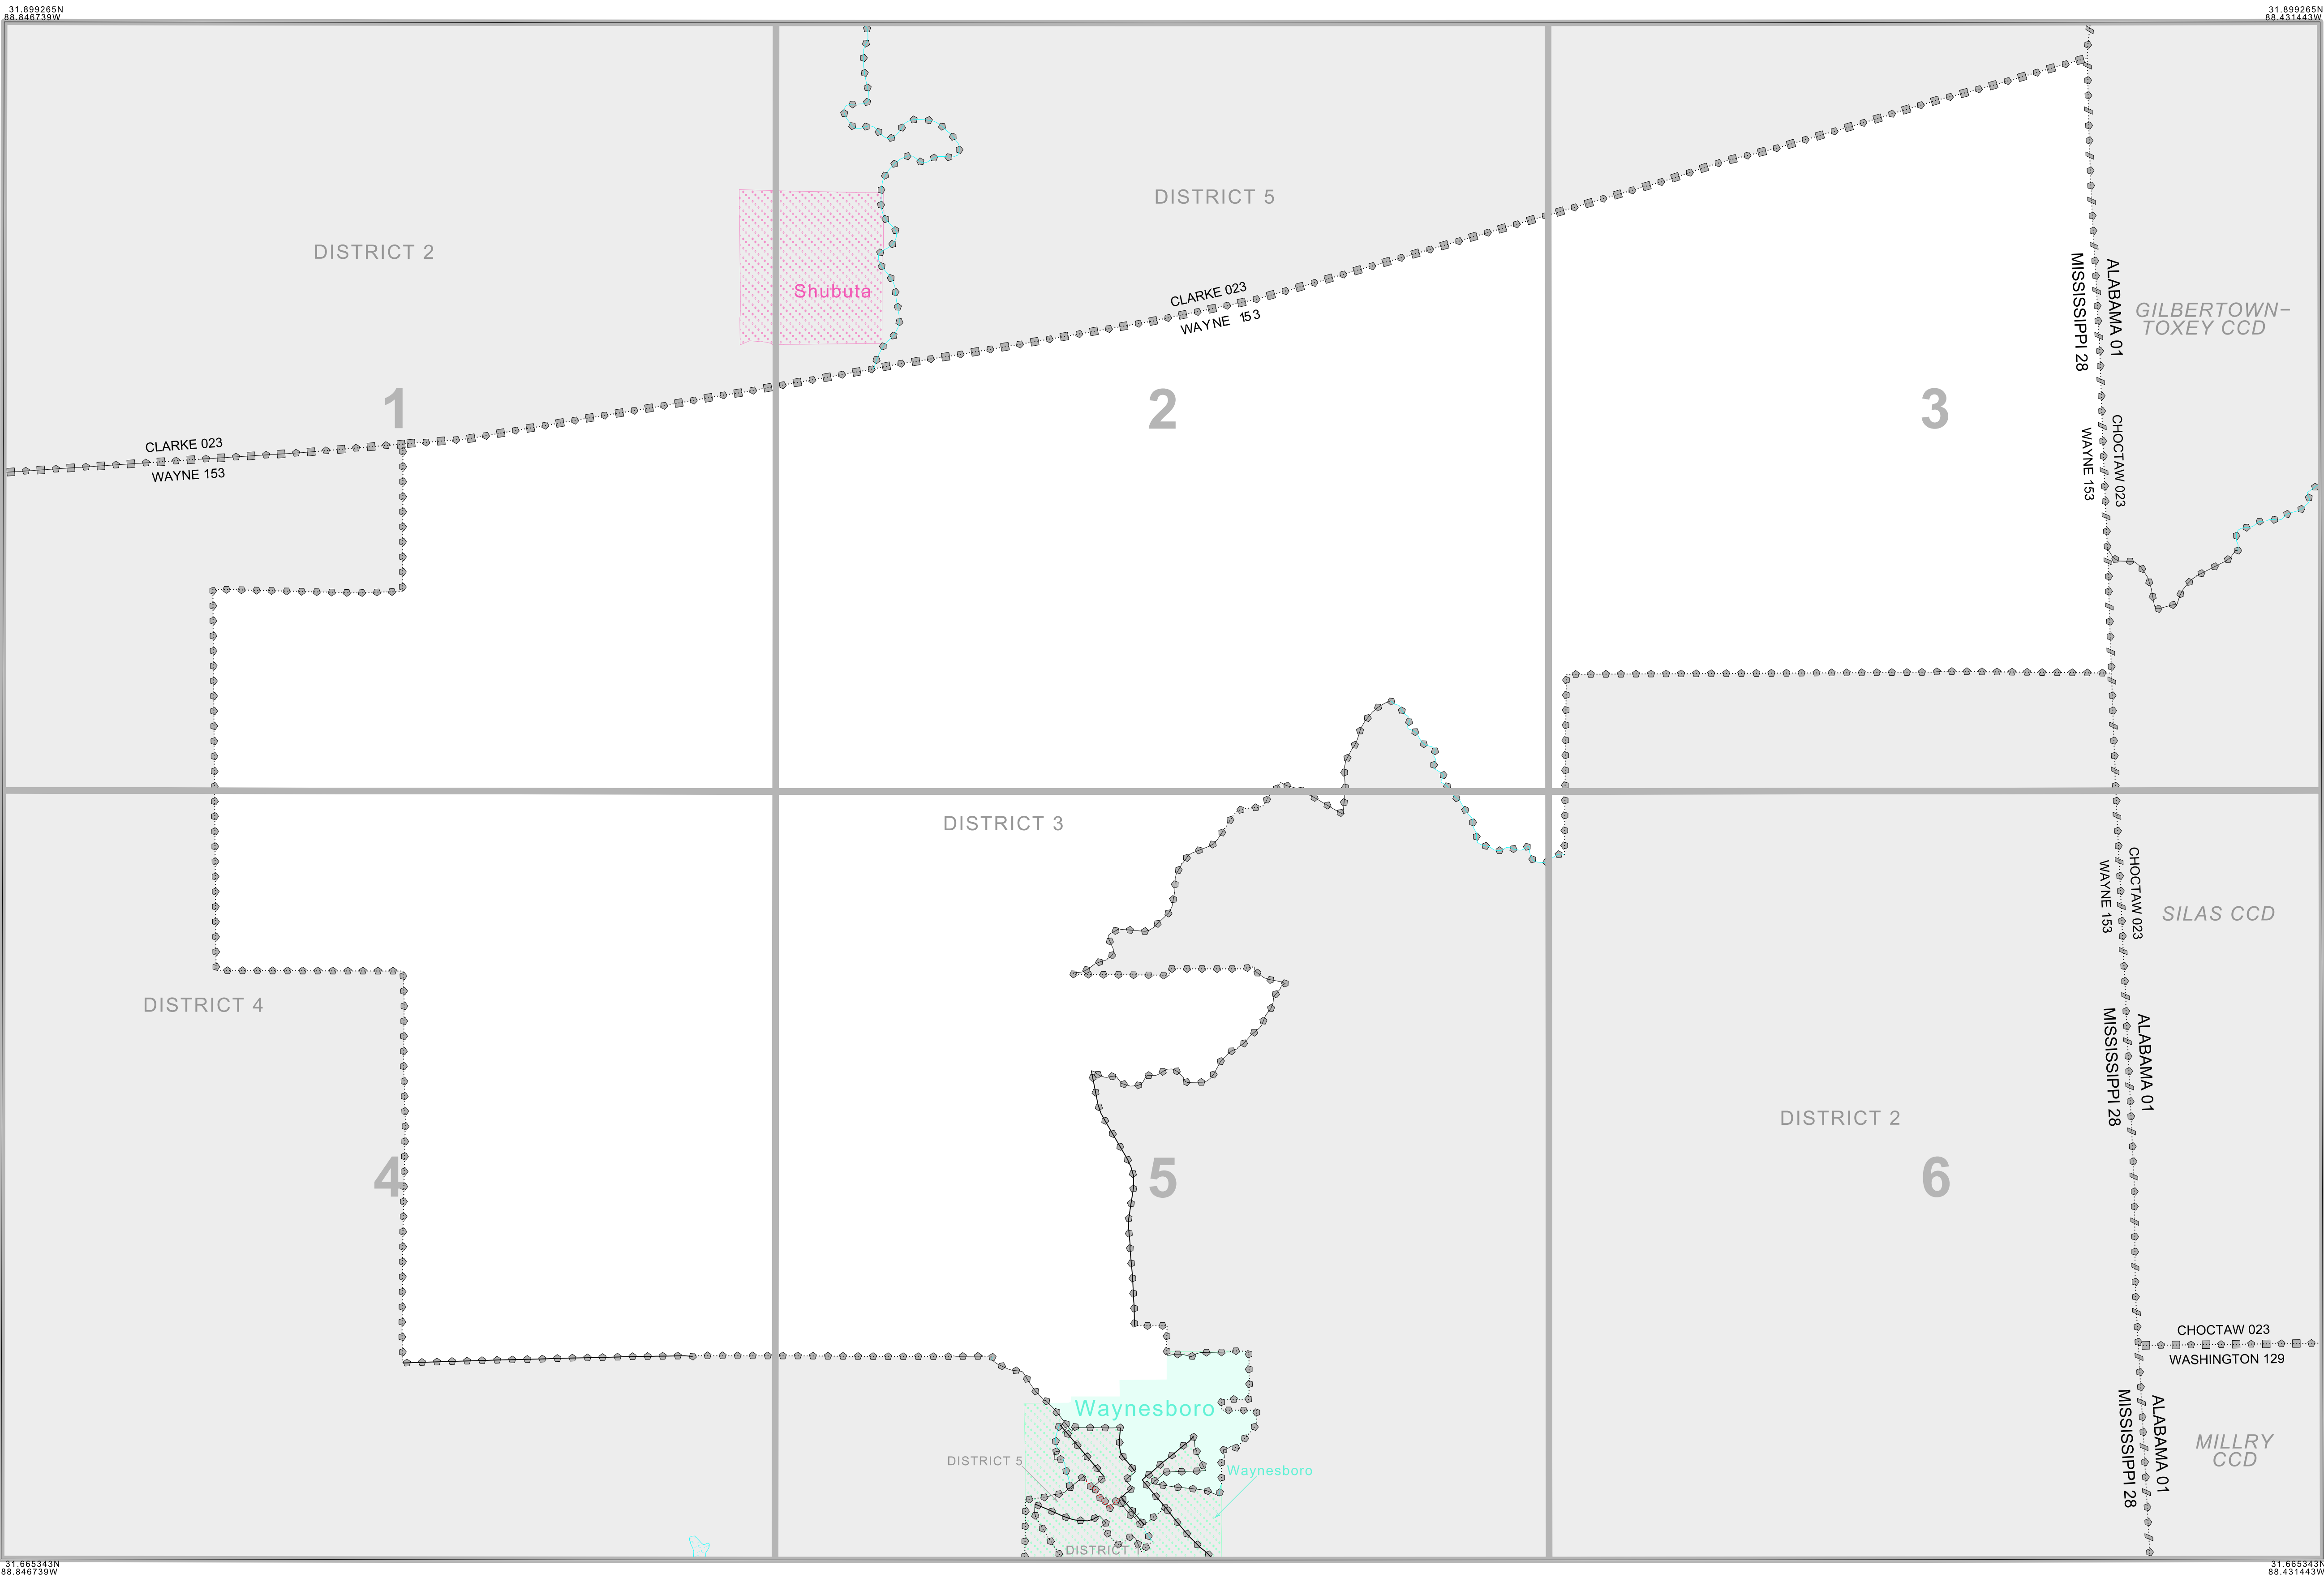 31.899265N
88.846739W
31.899265N
88.431443W
DISTRICT 5
DISTRICT 2
Shubuta
CLARKE 023
WAYNE 153
ALABAMA 01
MISSISSIPPI 28
GILBERTOWN-
TOXEY CCD
1
2
3
CLARKE 023
WAYNE 153
CHOCTAW 023
WAYNE 153
DISTRICT 3
CHOCTAW 023
WAYNE 153
SILAS CCD
DISTRICT 4
ALABAMA 01
MISSISSIPPI 28
DISTRICT 2
4
5
6
CHOCTAW 023
WASHINGTON 129
Waynesboro
ALABAMA 01
MISSISSIPPI 28
MILLRY
CCD
DISTRICT 5
Waynesboro
DISTRICT 1
31.665343N
88.846739W
31.665343N
88.431443W